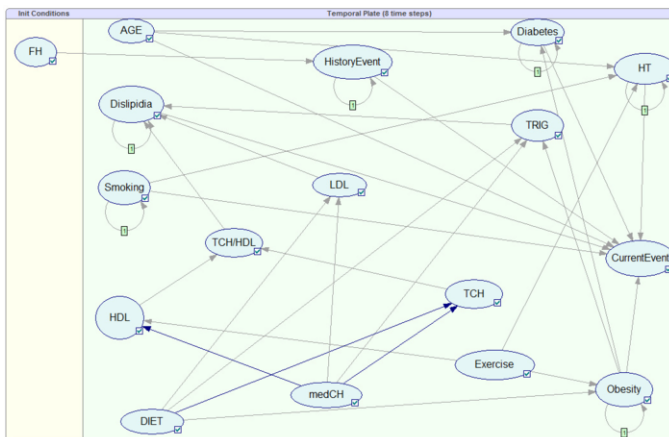 Init Conditions
Temporal Plate (8 time steps)
FH
AGE
Diabetes
HistoryEvent
1
1
HT
1
Dislipidia
1
TRIG
Smoking
1
LDL
TCH/HDL
CurrentEvent
HDL
TCH
Exercise
medCH
DIET
Obesity
1